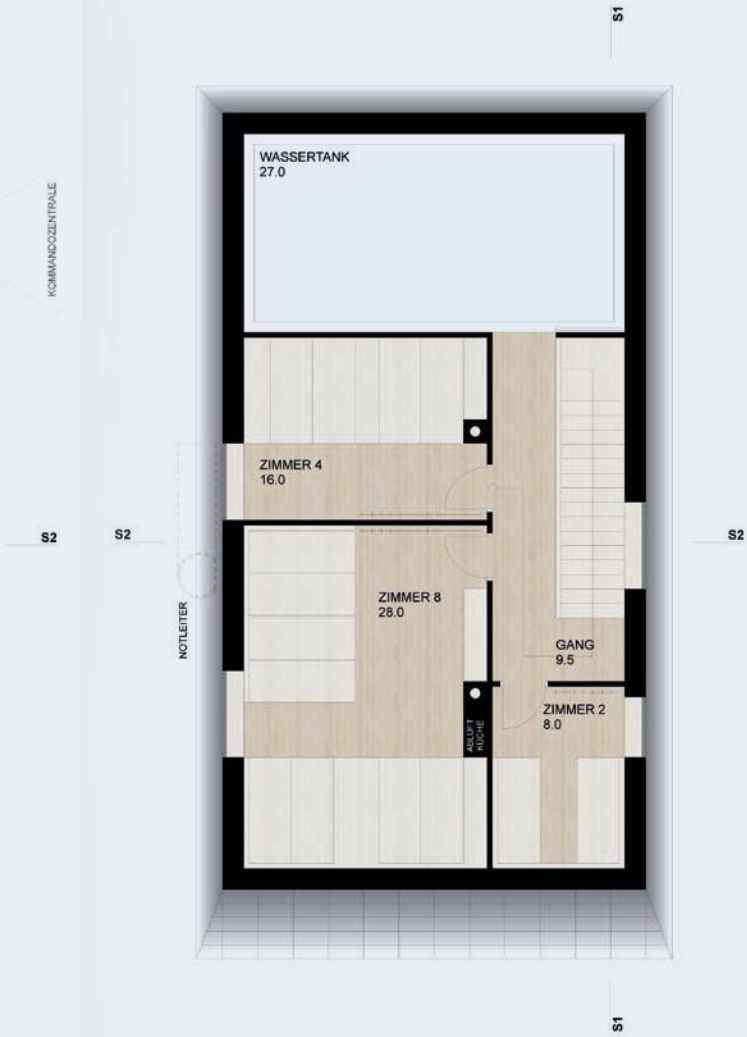 S1
WASSERTANK
27.0
KOMMANDOZENTRALE
ZIMMER 4
16.0
S2
S2
S2
ZIMMER 8
28.0
NOTLEITER
GANG
9.5
ZIMMER 2
8.0
ABLUFT
KÜCHE
S1